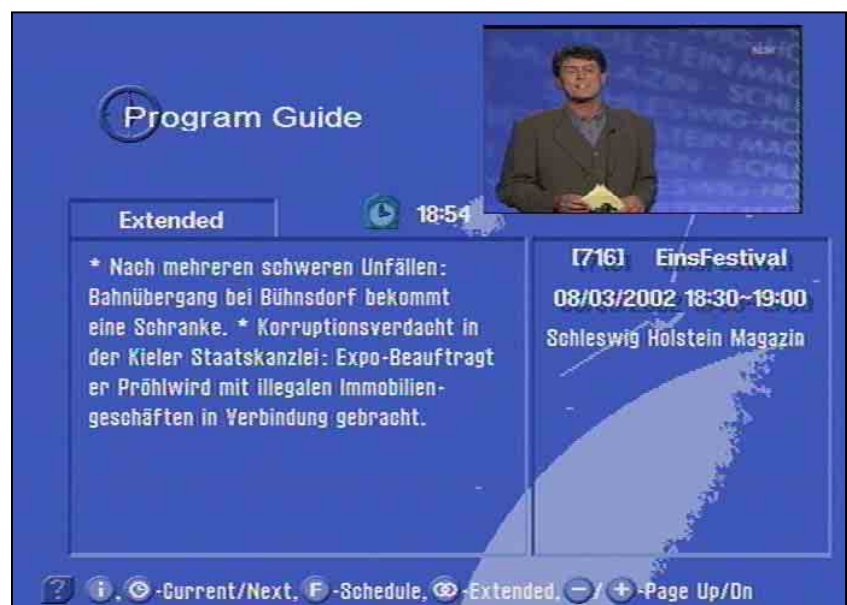 Program Guide
NDR
Extended
18:54
* Nach mehreren schweren Unfällen:
Bahnübergang bei Bühnsdorf bekommt
eine Schranke. * Korruptionsverdacht in
der Kieler Staatskanzlei: Expo-Beauftragt
er Pröhlwird mit illegalen Immobilien-
geschäften in Verbindung gebracht.
[716] EinsFestival
08/03/2002 18:30~19:00
Schleswig Holstein Magazin
? i, -Current/Next, F -Schedule, -Extended, -/ + -Page Up/Dn